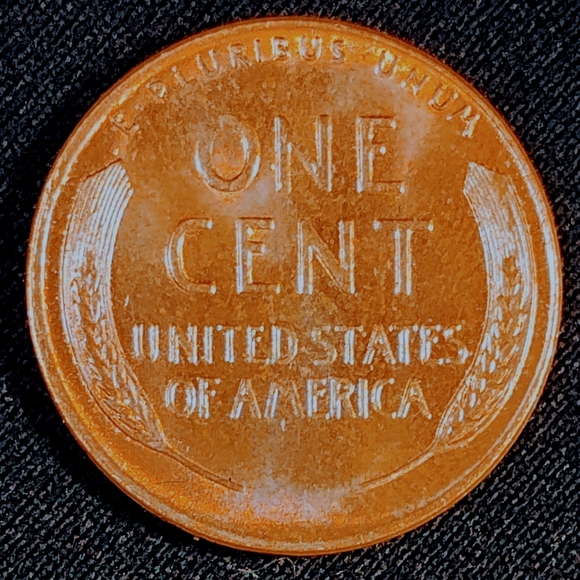 E PLURIBUS UNUM
ONE
CENT
UNITED STATES
OF AMERICA